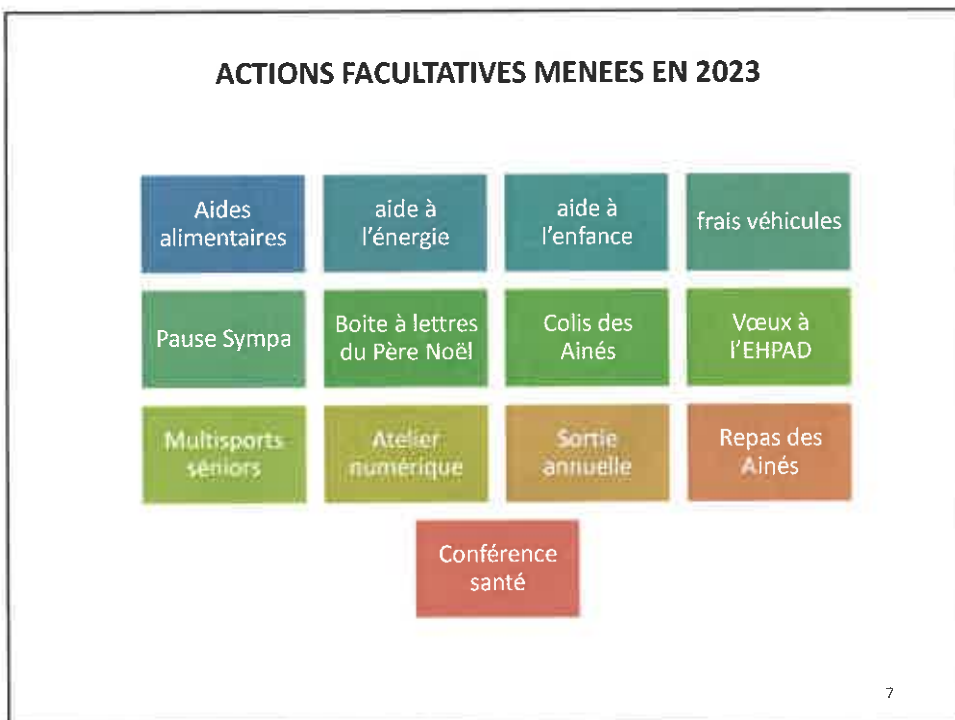 ACTIONS FACULTATIVES MENEES EN 2023
Aides
alimentaires
aide à
l'énergie
aide à
l'enfance
frais véhicules
Pause Sympa
Boite à lettres
du Père Noël
Colis des
Ainés
Vœux à
l'EHPAD
Multisports
séniors
Atelier
numérique
Sortie
annuelle
Repas des
Ainés
Conférence
santé
7